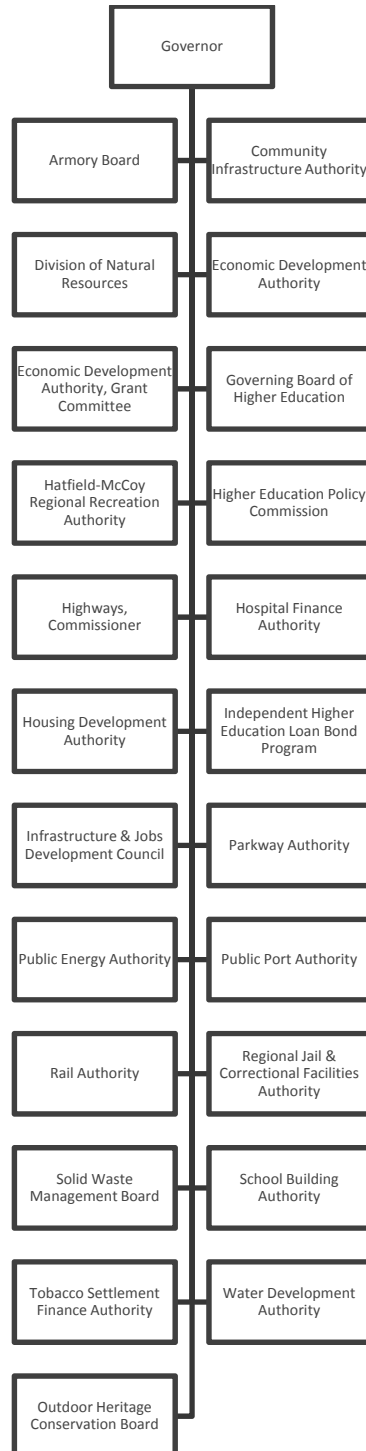 Governor
Armory Board
Community
Infrastructure Authority
Division of Natural
Resources
Economic Development
Authority
Economic Development
Authority, Grant
Committee
Governing Board of
Higher Education
Hatfield-McCoy
Regional Recreation
Authority
Higher Education Policy
Commission
Highways,
Commissioner
Hospital Finance
Authority
Housing Development
Authority
Independent Higher
Education Loan Bond
Program
Infrastructure & Jobs
Development Council
Parkway Authority
Public Energy Authority
Public Port Authority
Rail Authority
Regional Jail &
Correctional Facilities
Authority
Solid Waste
Management Board
School Building
Authority
Tobacco Settlement
Finance Authority
Water Development
Authority
Outdoor Heritage
Conservation Board